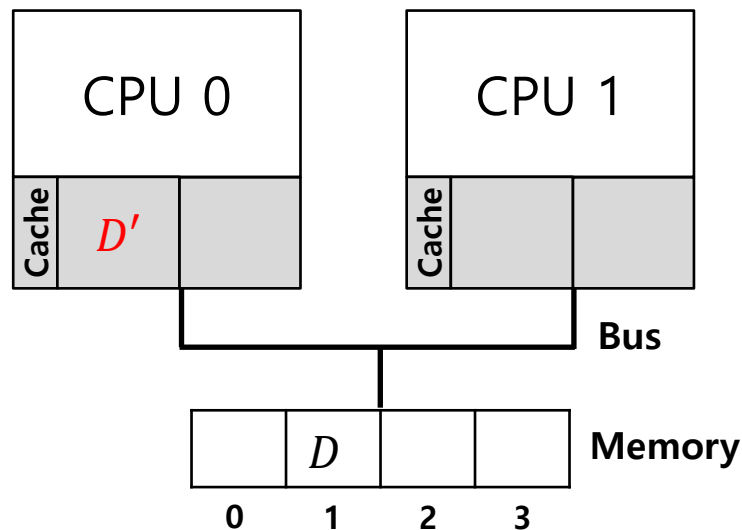 CPU 0
CPU 1
Cache
D′
Cache
Bus
D
Memory
0 1 2 3